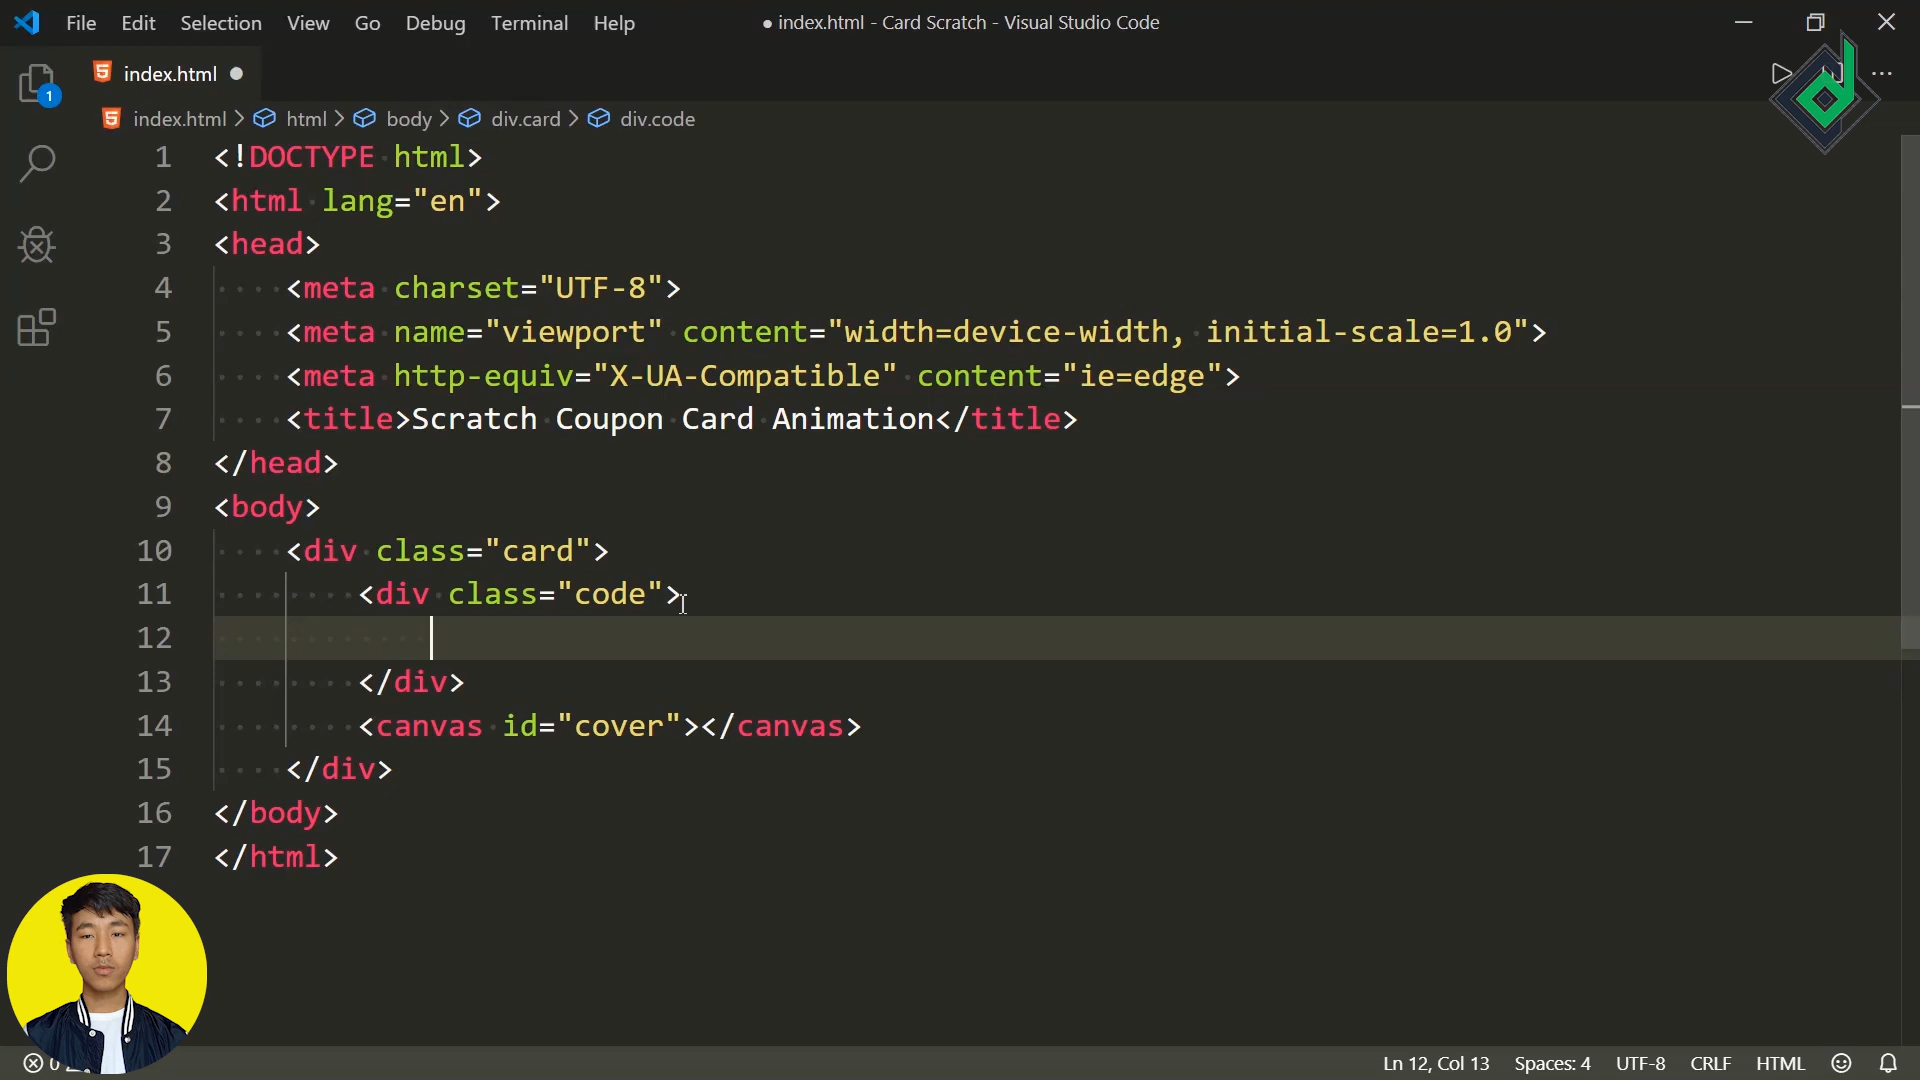 File Edit Selection View Go Debug Terminal Help ● index.html - Card Scratch - Visual Studio Code
index.html ●
1
index.html > html > body > div.card > div.code
1 <!DOCTYPE html>
2 <html lang="en">
3 <head>
4 <meta charset="UTF-8">
5 <meta name="viewport" content="width=device-width, initial-scale=1.0">
6 <meta http-equiv="X-UA-Compatible" content="ie=edge">
7 <title>Scratch Coupon Card Animation</title>
8 </head>
9 <body>
10 <div class="card">
11 <div class="code">
12
13 </div>
14 <canvas id="cover"></canvas>
15 </div>
16 </body>
17 </html>
0 Ln 12, Col 13 Spaces: 4 UTF-8 CRLF HTML